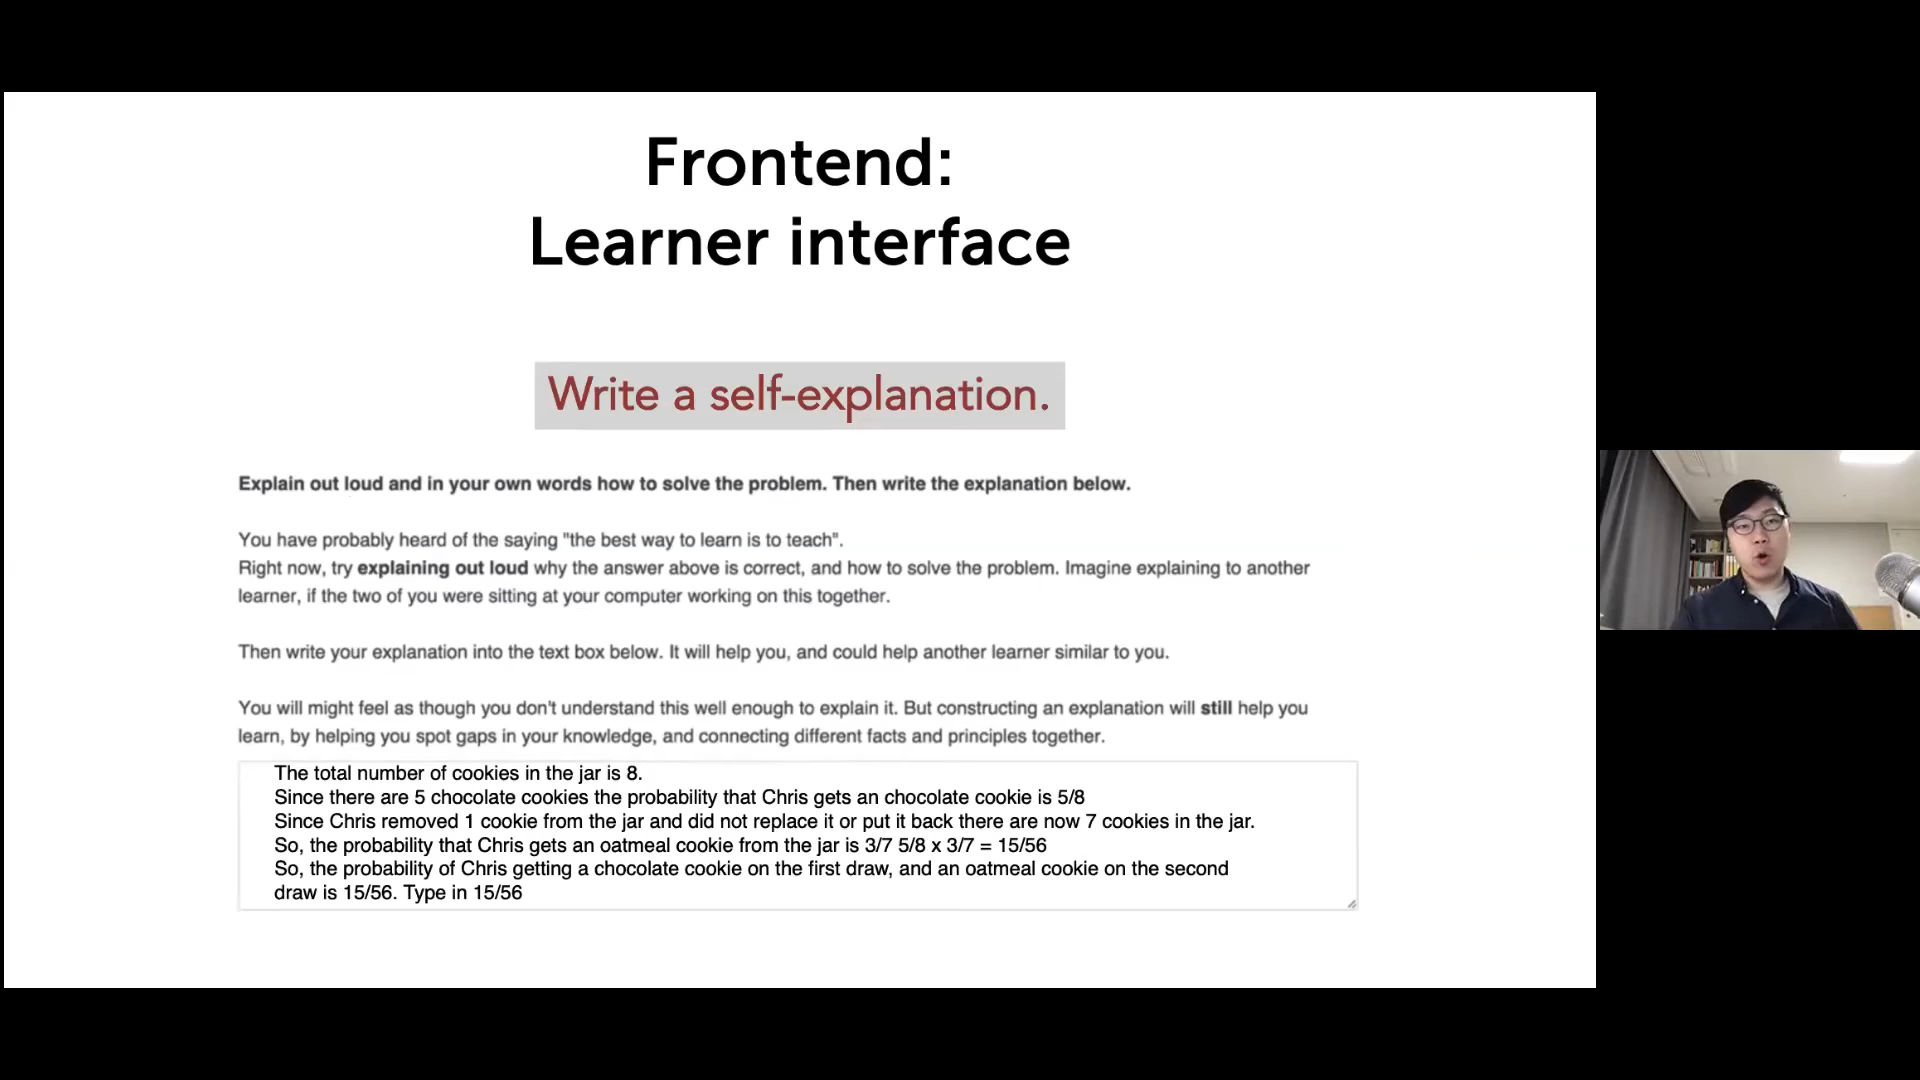 Frontend:
Learner interface
Write a self-explanation.
Explain out loud and in your own words how to solve the problem. Then write the explanation below.
You have probably heard of the saying "the best way to learn is to teach".
Right now, try explaining out loud why the answer above is correct, and how to solve the problem. Imagine explaining to another
learner, if the two of you were sitting at your computer working on this together.
Then write your explanation into the text box below. It will help you, and could help another learner similar to you.
You will might feel as though you don't understand this well enough to explain it. But constructing an explanation will still help you
learn, by helping you spot gaps in your knowledge, and connecting different facts and principles together.
The total number of cookies in the jar is 8.
Since there are 5 chocolate cookies the probability that Chris gets an chocolate cookie is 5/8
Since Chris removed 1 cookie from the jar and did not replace it or put it back there are now 7 cookies in the jar.
So, the probability that Chris gets an oatmeal cookie from the jar is 3/7 5/8 x 3/7 = 15/56
So, the probability of Chris getting a chocolate cookie on the first draw, and an oatmeal cookie on the second
draw is 15/56. Type in 15/56